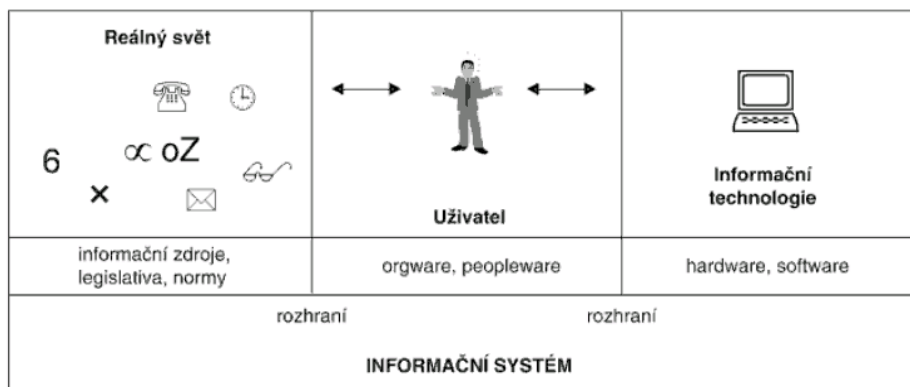 Reálný svět
6
× 
∝ oZ
Uživatel
Informační
technologie
informační zdroje,
legislativa, normy
orgware, peopleware
hardware, software
rozhraní
rozhraní
INFORMAČNÍ SYSTÉM